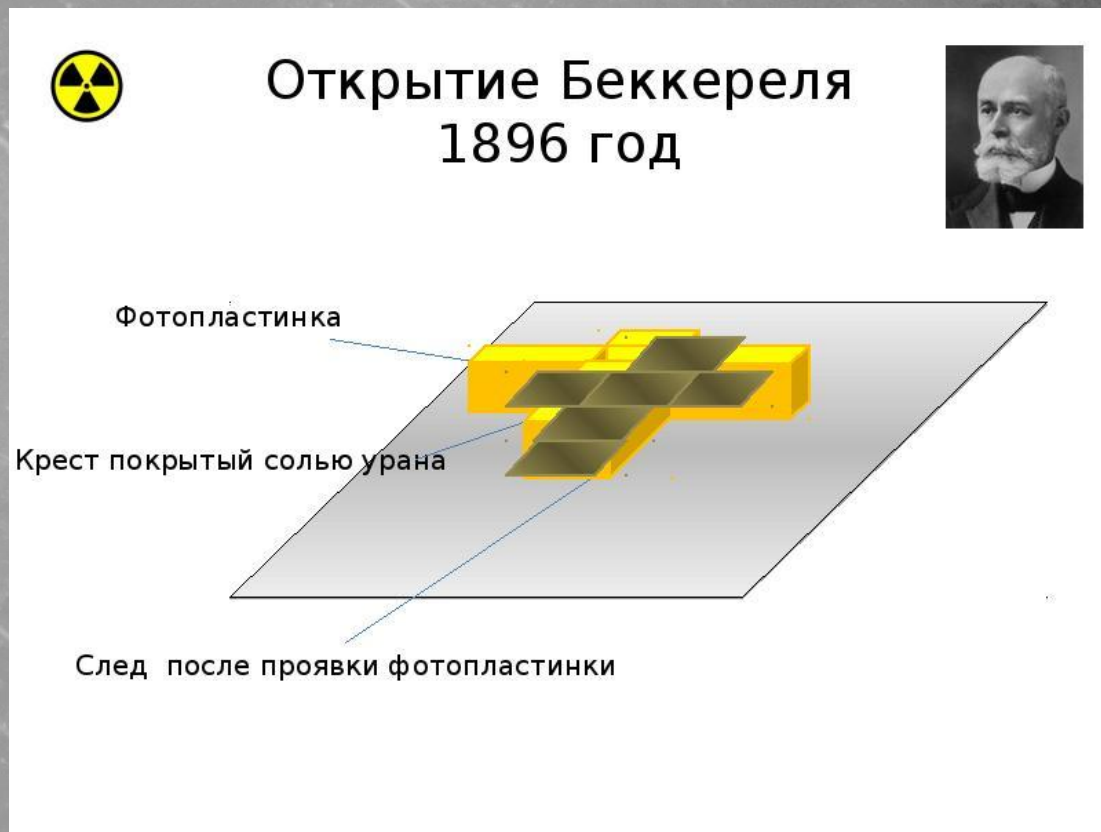 Открытие Беккереля
1896 год
Фотопластинка
Крест покрытый солью урана
След  после проявки фотопластинки